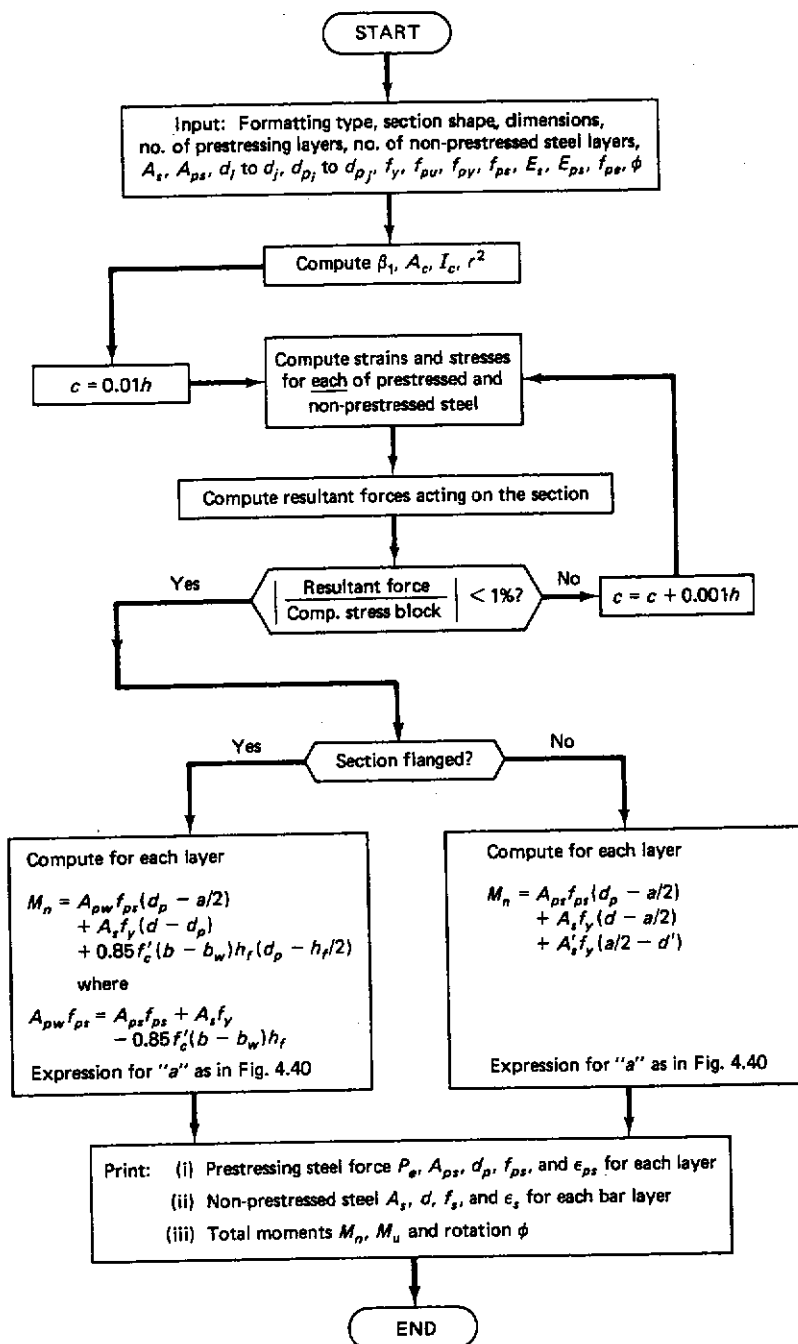 START
Input: Formatting type, section shape, dimensions,
no. of prestressing layers, no. of non-prestressed steel layers,
A_s, A_ps, d_i to d_j, d_{p_i} to d_{p_j}, f_y, f_pu, f_py, f_ps, E_s, E_ps, f_pe, ϕ
Compute β_1, A_c, I_c, r^2
c = 0.01h
Compute strains and stresses
for each of prestressed and
non-prestressed steel
Compute resultant forces acting on the section
Yes
| Resultant force
Comp. stress block | < 1%?
No
c = c + 0.001h
Yes
Section flanged?
No
Compute for each layer
M_n = A_pw f_ps(d_p − a/2)
+ A_s f_y(d − d_p)
+ 0.85f'_c(b − b_w)h_f(d_p − h_f/2)
where
A_pw f_ps = A_ps f_ps + A_s f_y
− 0.85f'_c(b − b_w)h_f
Expression for "a" as in Fig. 4.40
Compute for each layer
M_n = A_ps f_ps(d_p − a/2)
+ A_s f_y(d − a/2)
+ A'_s f_y(a/2 − d')
Expression for "a" as in Fig. 4.40
Print: (i) Prestressing steel force P_e, A_ps, d_p, f_ps, and ϵ_ps for each layer
(ii) Non-prestressed steel A_s, d, f_s, and ϵ_s for each bar layer
(iii) Total moments M_n, M_u and rotation ϕ
END